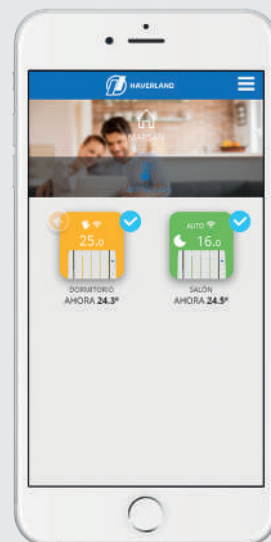 HAVERLAND
MARSAN
25.0
DORMITORIO
AHORA 24.3º
AUTO
16.0
SALÓN
AHORA 24.5º